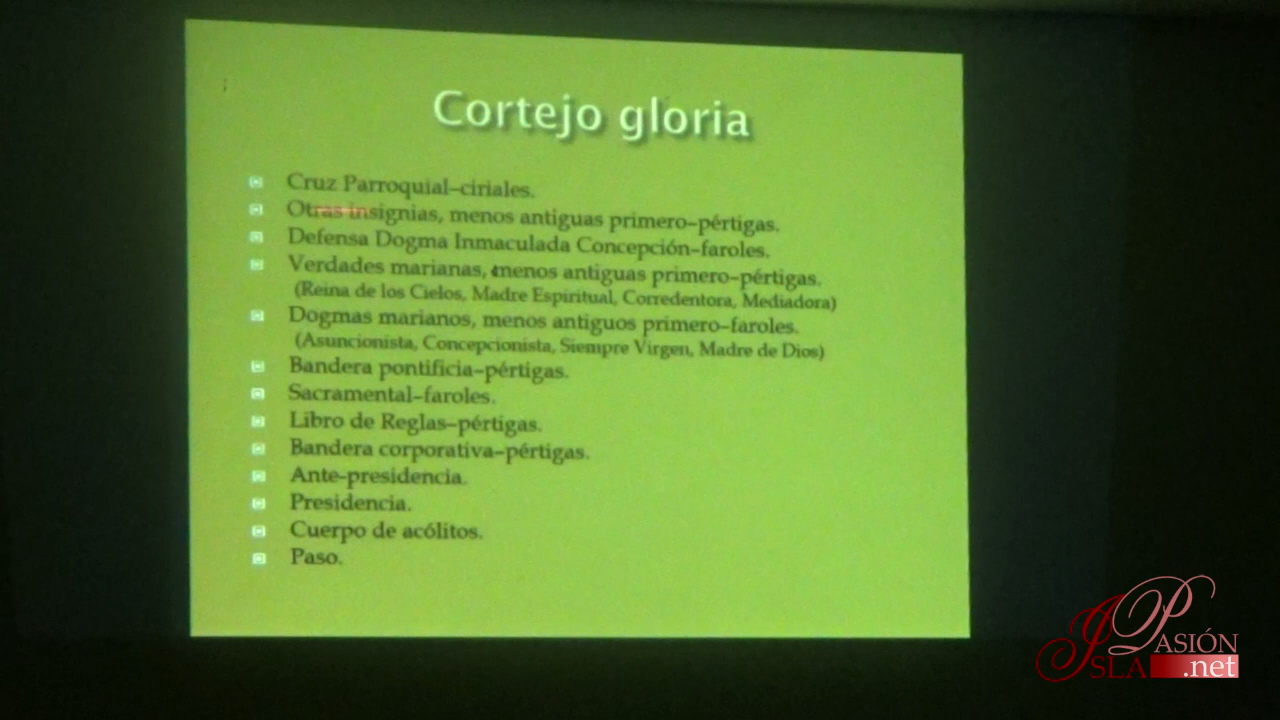 Cortejo gloria
Cruz Parroquial–ciriales.
Otras insignias, menos antiguas primero–pértigas.
Defensa Dogma Inmaculada Concepción–faroles.
Verdades marianas, menos antiguas primero–pértigas.
(Reina de los Cielos, Madre Espiritual, Corredentora, Mediadora)
Dogmas marianos, menos antiguos primero–faroles.
(Asuncionista, Concepcionista, Siempre Virgen, Madre de Dios)
Bandera pontificia–pértigas.
Sacramental–faroles.
Libro de Reglas–pértigas.
Bandera corporativa–pértigas.
Ante-presidencia.
Presidencia.
Cuerpo de acólitos.
Paso.
PASIÓN
ISLA .net